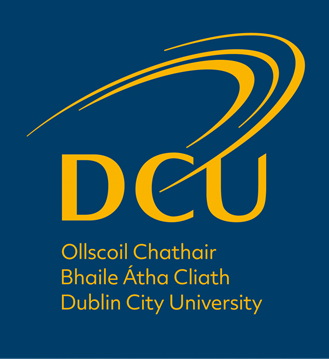 DCU
Ollscoil Chathair
Bhaile Átha Cliath
Dublin City University